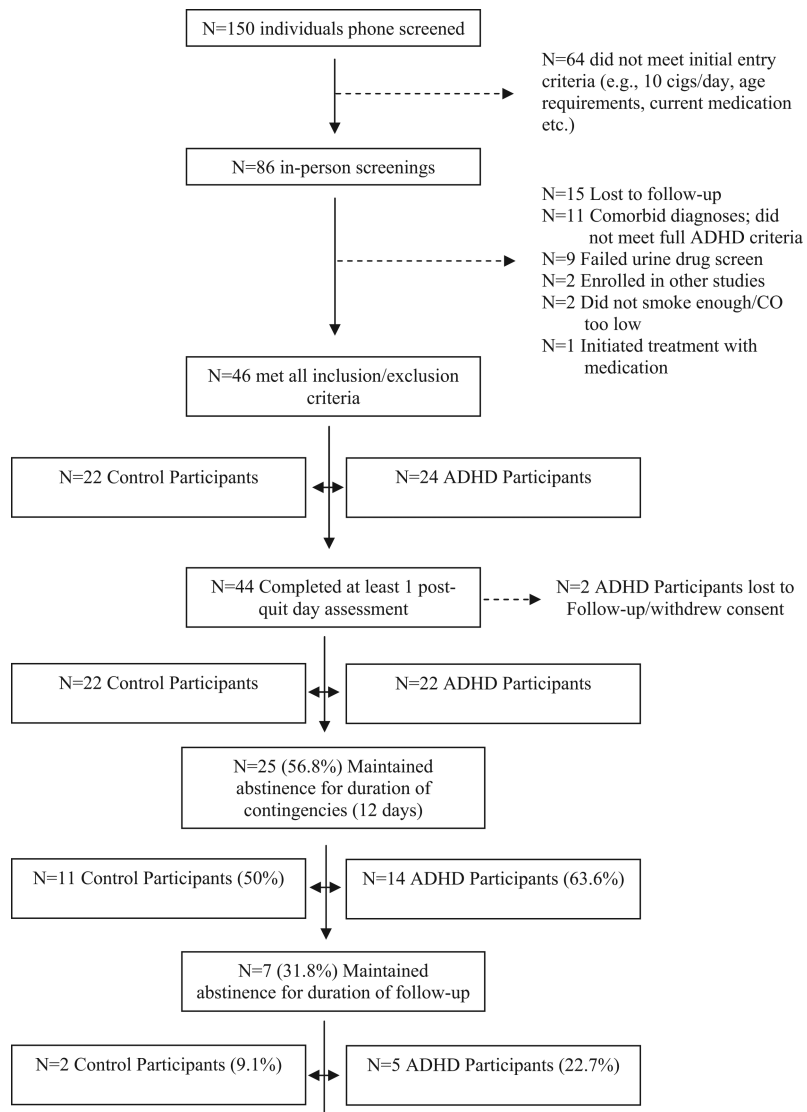 N=150 individuals phone screened
N=64 did not meet initial entry
criteria (e.g., 10 cigs/day, age
requirements, current medication
etc.)
N=86 in-person screenings
N=15 Lost to follow-up
N=11 Comorbid diagnoses; did
not meet full ADHD criteria
N=9 Failed urine drug screen
N=2 Enrolled in other studies
N=2 Did not smoke enough/CO
too low
N=1 Initiated treatment with
medication
N=46 met all inclusion/exclusion
criteria
N=22 Control Participants
N=24 ADHD Participants
N=44 Completed at least 1 post-
quit day assessment
N=2 ADHD Participants lost to
Follow-up/withdrew consent
N=22 Control Participants
N=22 ADHD Participants
N=25 (56.8%) Maintained
abstinence for duration of
contingencies (12 days)
N=11 Control Participants (50%)
N=14 ADHD Participants (63.6%)
N=7 (31.8%) Maintained
abstinence for duration of follow-up
N=2 Control Participants (9.1%)
N=5 ADHD Participants (22.7%)